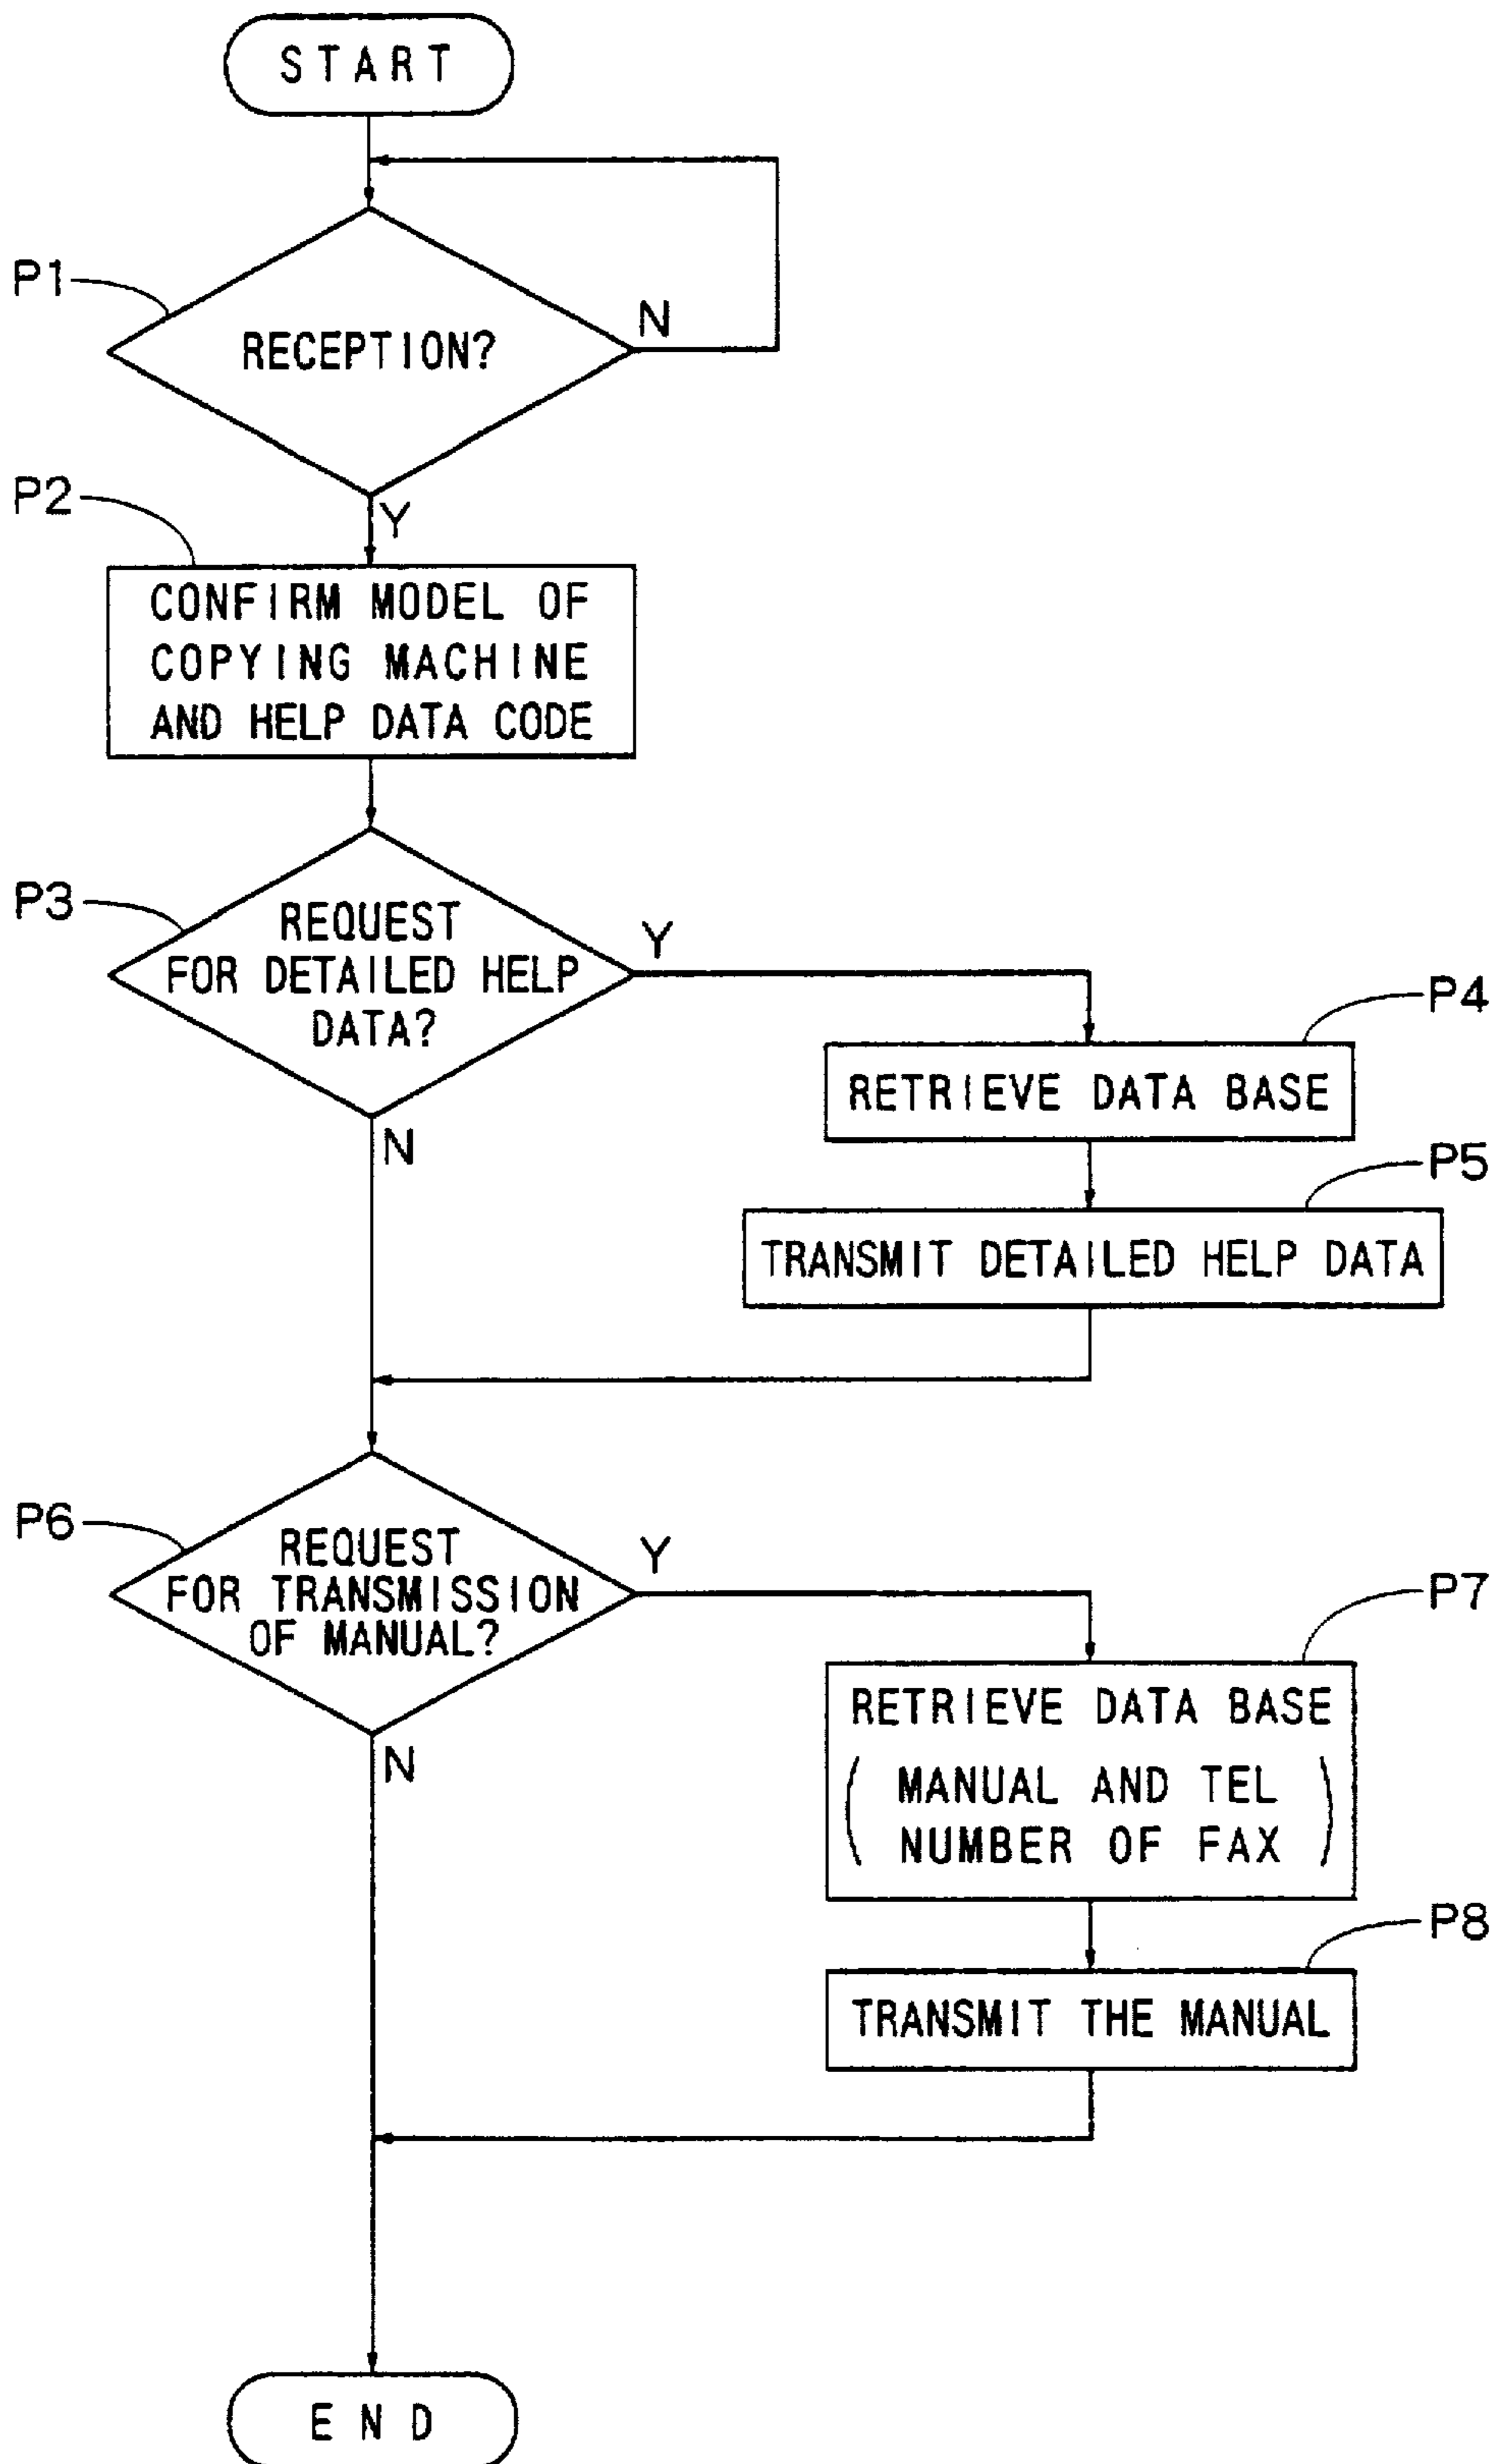 START
P1
RECEPTION?
N
Y
P2
CONFIRM MODEL OF
COPYING MACHINE
AND HELP DATA CODE
P3
REQUEST
FOR DETAILED HELP
DATA?
Y
N
P4
RETRIEVE DATA BASE
P5
TRANSMIT DETAILED HELP DATA
P6
REQUEST
FOR TRANSMISSION
OF MANUAL?
Y
N
P7
RETRIEVE DATA BASE
( MANUAL AND TEL
NUMBER OF FAX )
P8
TRANSMIT THE MANUAL
END